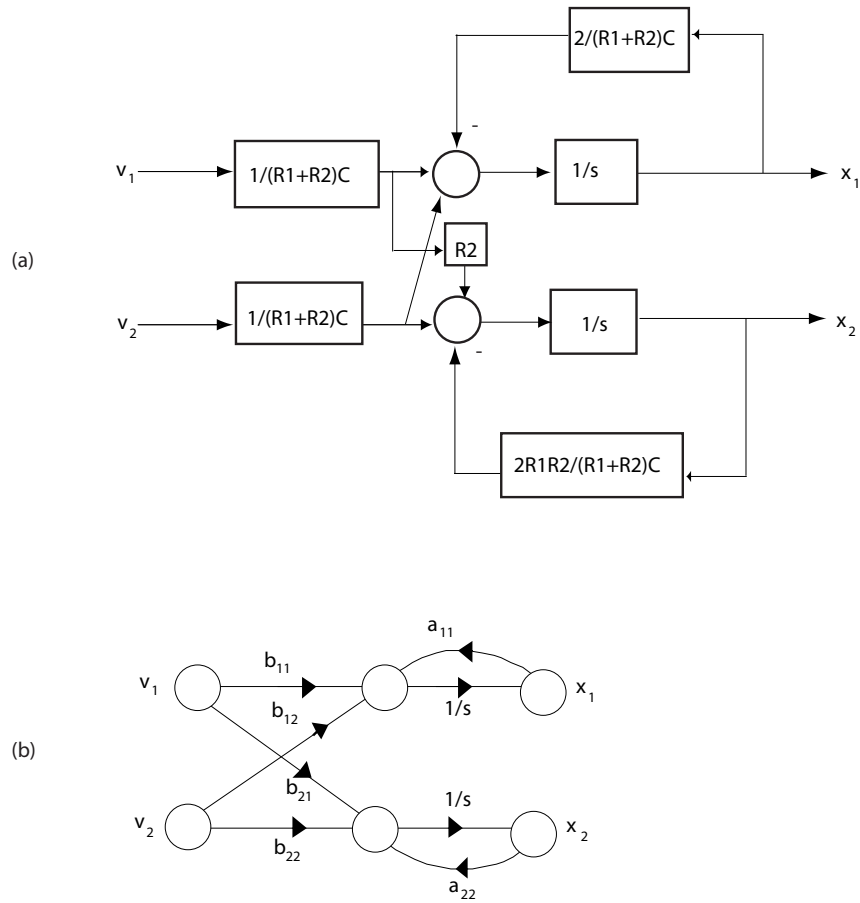 2/(R1+R2)C
-
v1
1/(R1+R2)C
1/s
x1
(a)
R2
v2
1/(R1+R2)C
1/s
x2
-
2R1R2/(R1+R2)C
a11
v1
b11
1/s
x1
b12
(b)
b21
1/s
v2
b22
x2
a22